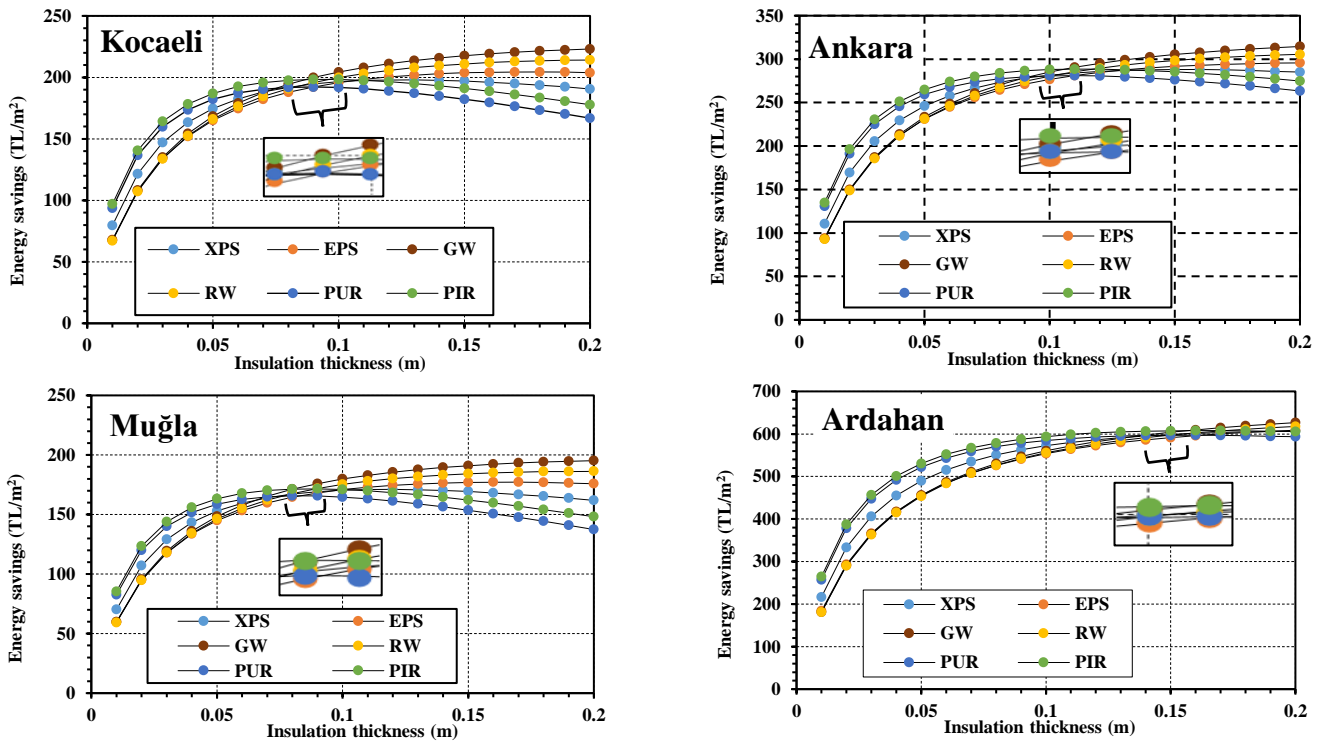 Kocaeli
Energy savings (TL/m²)
250
200
150
100
50
0
XPS EPS GW
RW PUR PIR
0 0.05 0.1 0.15 0.2
Insulation thickness (m)
Ankara
Energy savings (TL/m²)
350
300
250
200
150
100
50
0
XPS EPS
GW RW
PUR PIR
0 0.05 0.1 0.15 0.2
Insulation thickness (m)
Muğla
Energy savings (TL/m²)
250
200
150
100
50
0
XPS EPS
GW RW
PUR PIR
0 0.05 0.1 0.15 0.2
Insulation thickness (m)
Ardahan
Energy savings (TL/m²)
700
600
500
400
300
200
100
0
XPS EPS
GW RW
PUR PIR
0 0.05 0.1 0.15 0.2
Insulation thickness (m)